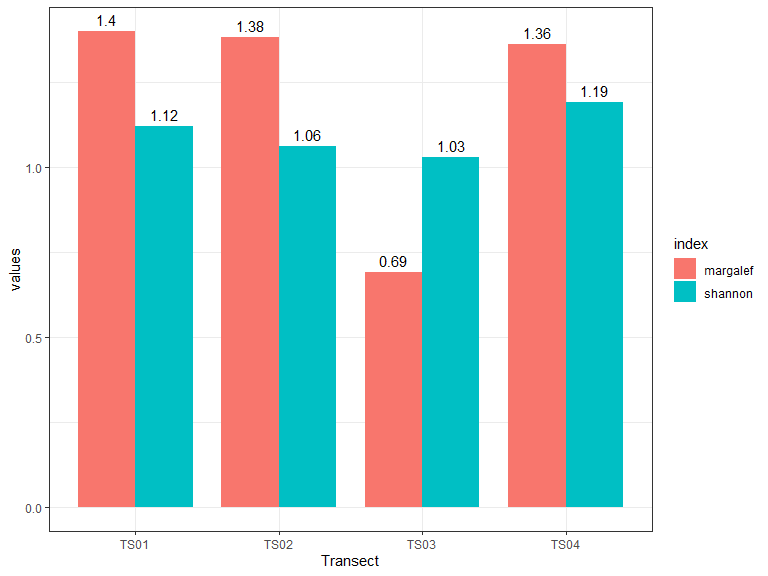 1.4
1.38
1.36
1.19
1.12
1.06
1.03
0.69
1.0
0.5
0.0
values
TS01 TS02 TS03 TS04
Transect
index
margalef
shannon